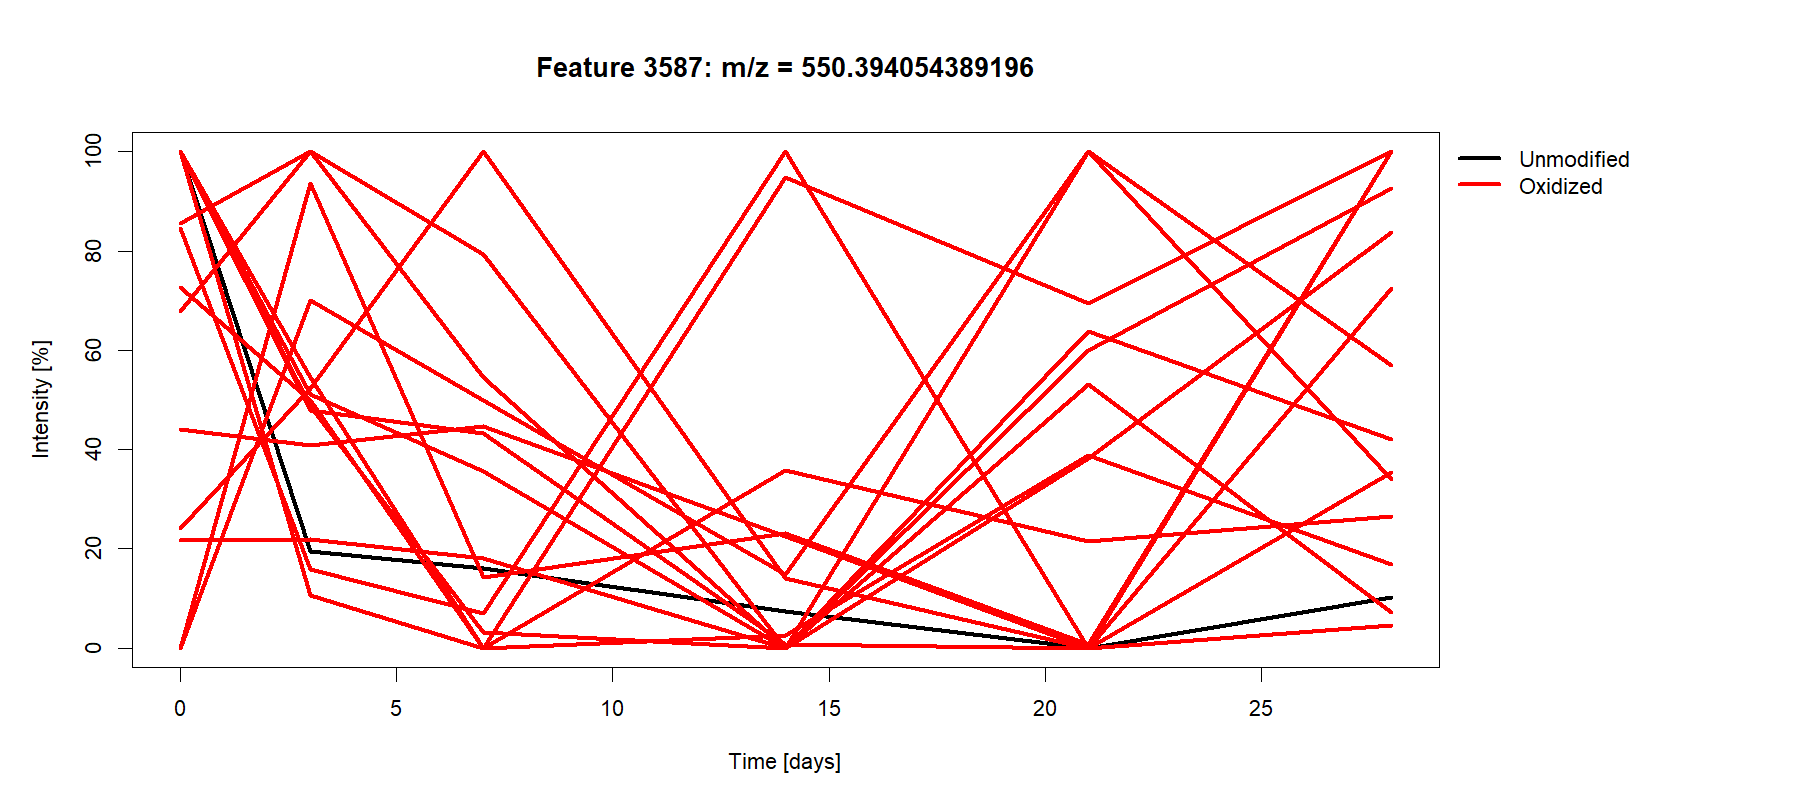 Feature 3587: m/z = 550.394054389196
Unmodified
Oxidized
Intensity [%]
100
80
60
40
20
0
0 5 10 15 20 25
Time [days]